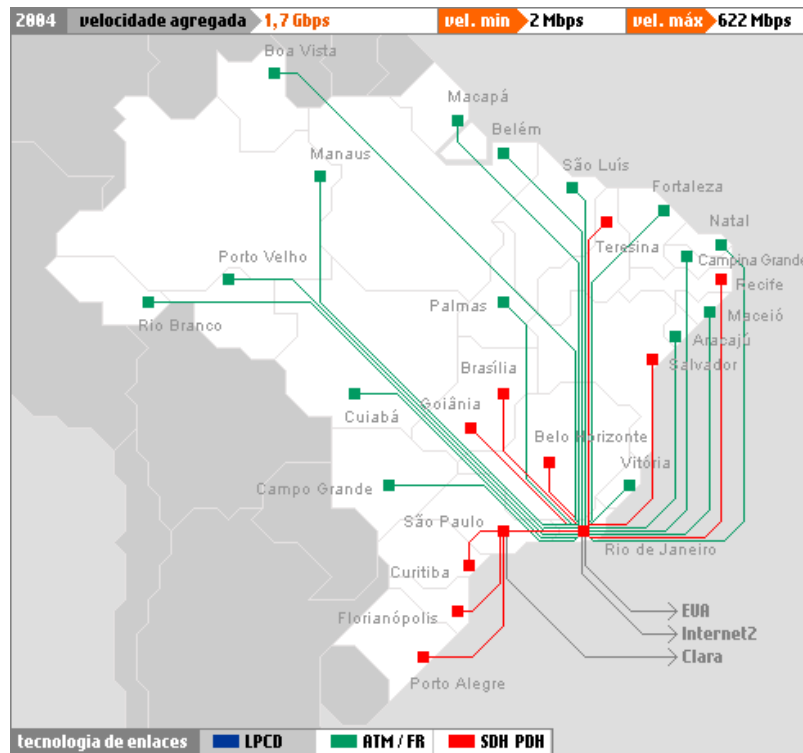 2004 velocidade agregada 1,7 Gbps vel. min 2 Mbps vel. máx 622 Mbps
Boa Vista
Macapá
Belém
Manaus
São Luís
Fortaleza
Natal
Teresina
Campina Grande
Porto Velho
Recife
Palmas
Maceió
Rio Branco
Aracajú
Salvador
Brasília
Goiânia
Cuiabá
Belo Horizonte
Vitória
Campo Grande
São Paulo
Rio de Janeiro
Curitiba
Florianópolis
EUA
Internet2
Clara
Porto Alegre
tecnologia de enlaces LPCD ATM / FR SDH PDH